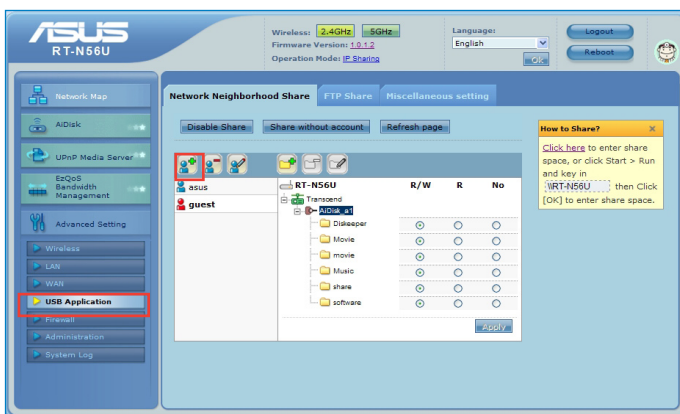 ASUS
RT-N56U
Wireless: 2.4GHz 5GHz
Firmware Version: 1.0.1.2
Operation Mode: IP Sharing
Language:
English
Ok
Logout
Reboot
Network Map
AiDisk
UPnP Media Server
EzQoS
Bandwidth
Management
Advanced Setting
Wireless
LAN
WAN
USB Application
Firewall
Administration
System Log
Network Neighborhood Share FTP Share Miscellaneous setting
Disable Share Share without account Refresh page
asus
guest
RT-N56U R/W R No
Transcend
AiDisk_a1
Diskeeper
Movie
movie
Music
share
software
Apply
How to Share? X
Click here to enter share
space, or click Start > Run
and key in
\\RT-N56U then Click
[OK] to enter share space.